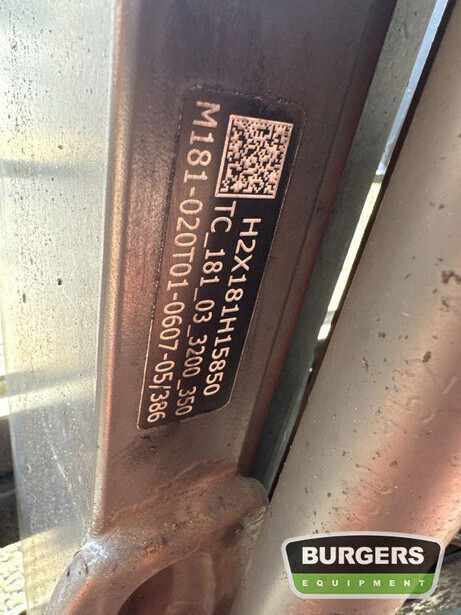 H2X181H15850
TC_181_03_3200_350
M181-020T01-0607-05/386
BURGERS
EQUIPMENT